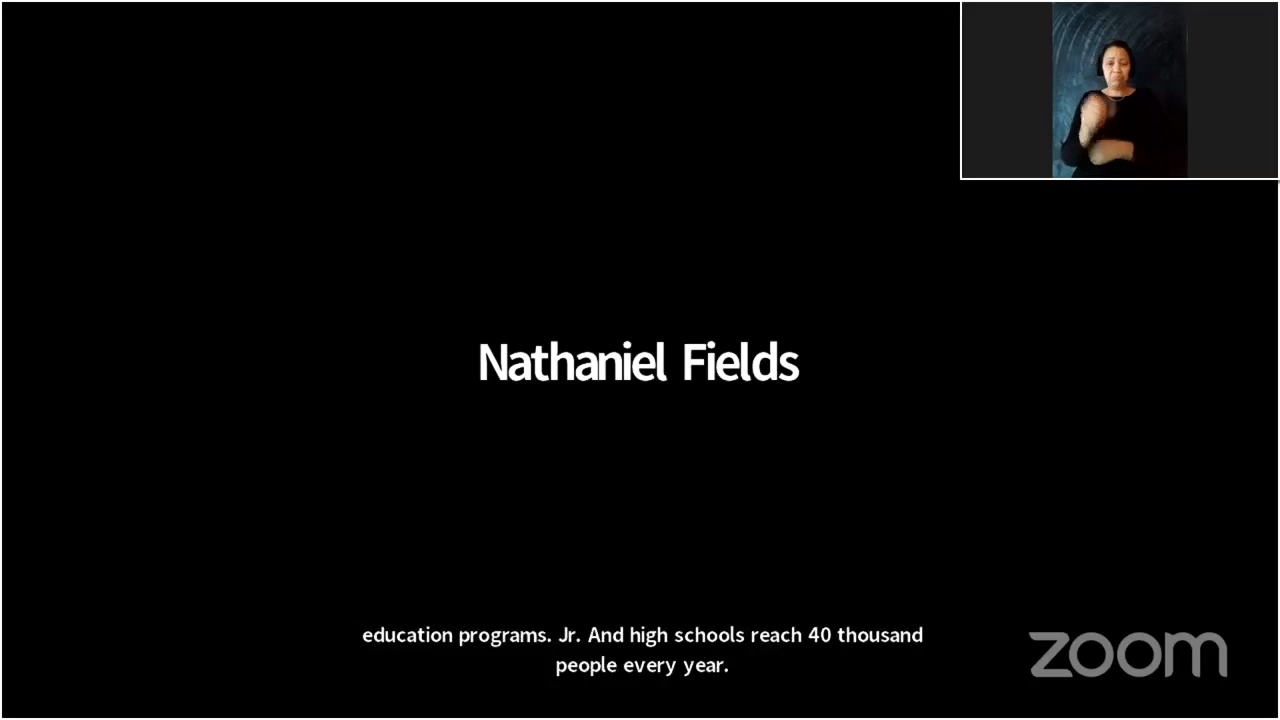 Nathaniel Fields
education programs. Jr. And high schools reach 40 thousand
people every year.
zoom